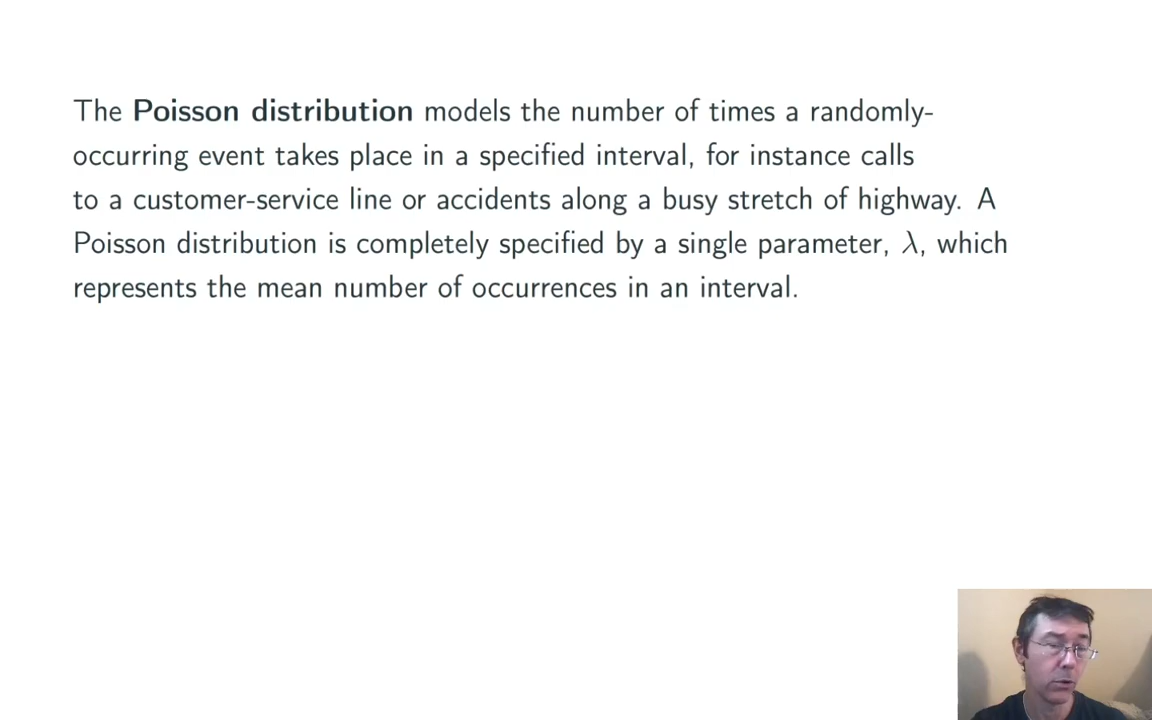 The Poisson distribution models the number of times a randomly-
occurring event takes place in a specified interval, for instance calls
to a customer-service line or accidents along a busy stretch of highway. A
Poisson distribution is completely specified by a single parameter, λ, which
represents the mean number of occurrences in an interval.